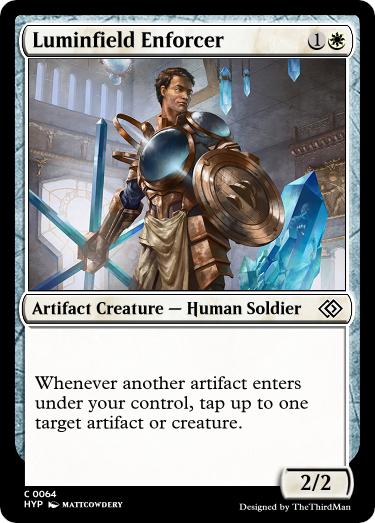 Luminfield Enforcer 1
Artifact Creature — Human Soldier
Whenever another artifact enters
under your control, tap up to one
target artifact or creature.
2/2
C 0064
HYP MATTCOWDERY
Designed by TheThirdMan